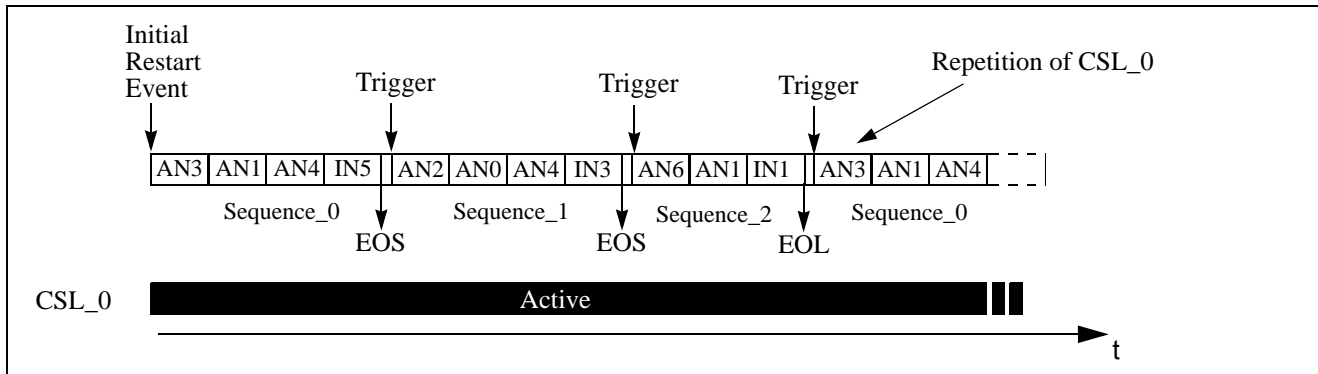 Initial
Restart
Event
Trigger
Trigger
Trigger
Repetition of CSL_0
AN3 AN1 AN4 IN5 AN2 AN0 AN4 IN3 AN6 AN1 IN1 AN3 AN1 AN4
Sequence_0 Sequence_1 Sequence_2 Sequence_0
EOS EOS EOL
CSL_0 Active
t